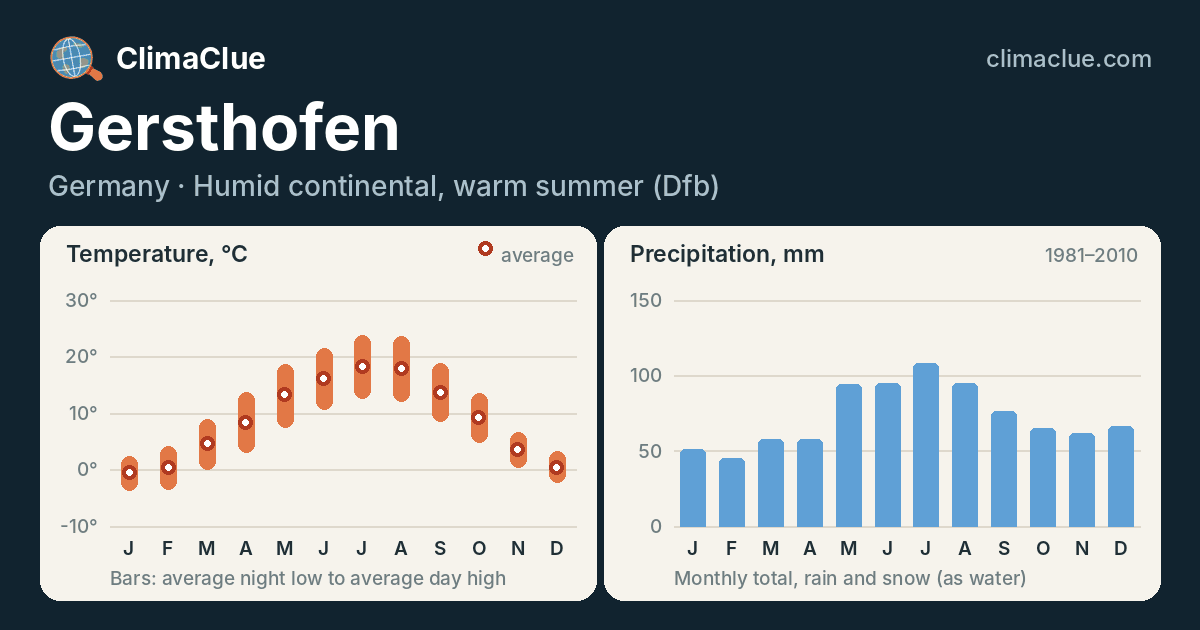 ClimaClue
climaclue.com
Gersthofen
Germany · Humid continental, warm summer (Dfb)
Temperature, °C
average
30°
20°
10°
0°
-10°
J F M A M J J A S O N D
Bars: average night low to average day high
Precipitation, mm
1981–2010
150
100
50
0
J F M A M J J A S O N D
Monthly total, rain and snow (as water)